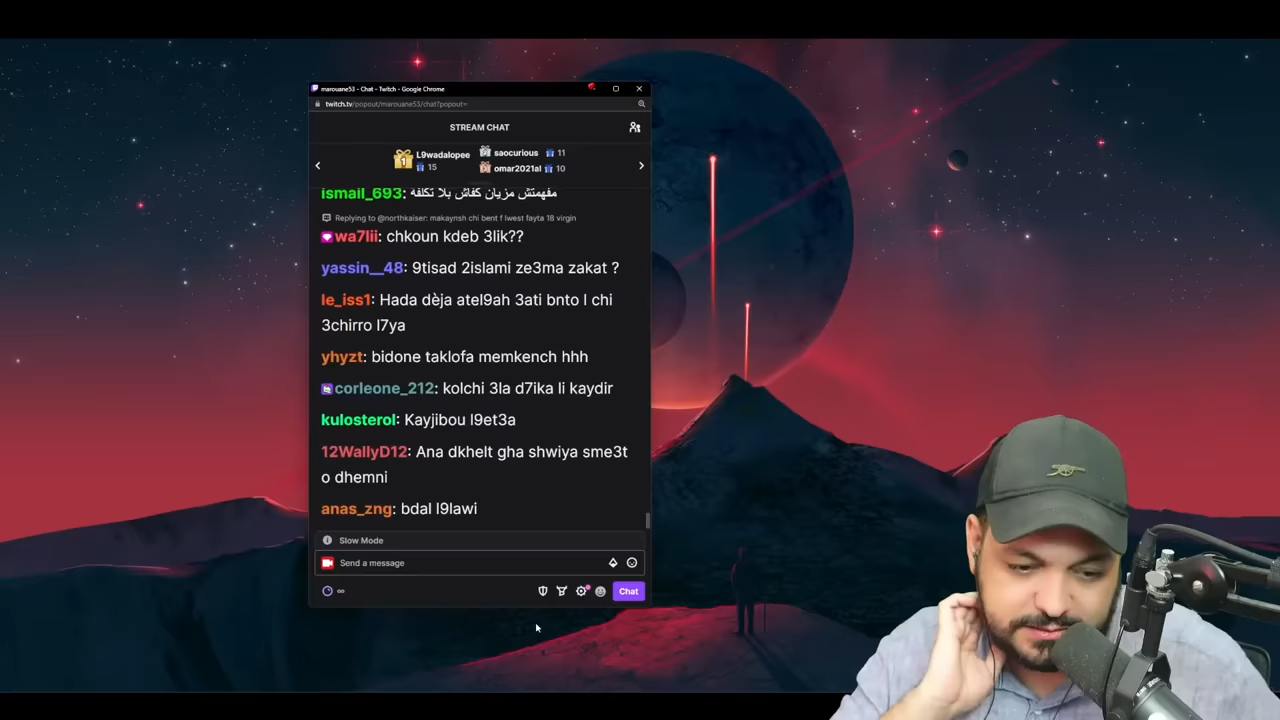 marouane53 - Chat - Twitch - Google Chrome
twitch.tv/popout/marouane53/chat?popout=
STREAM CHAT
1 L9wadalopee 15
saocurious 11
omar2021al 10
ismail_693: مفهمتش مزيان كفاش بلا تكلفة
Replying to @northkaiser: makaynsh chi bent f lwest fayta 18 virgin
wa7lii: chkoun kdeb 3lik??
yassin__48: 9tisad 2islami ze3ma zakat ?
le_iss1: Hada dèja atel9ah 3ati bnto l chi
3chirro l7ya
yhyzt: bidone taklofa memkench hhh
corleone_212: kolchi 3la d7ika li kaydir
kulosterol: Kayjibou l9et3a
12WallyD12: Ana dkhelt gha shwiya sme3t
o dhemni
anas_zng: bdal l9lawi
Slow Mode
Send a message
∞
Chat